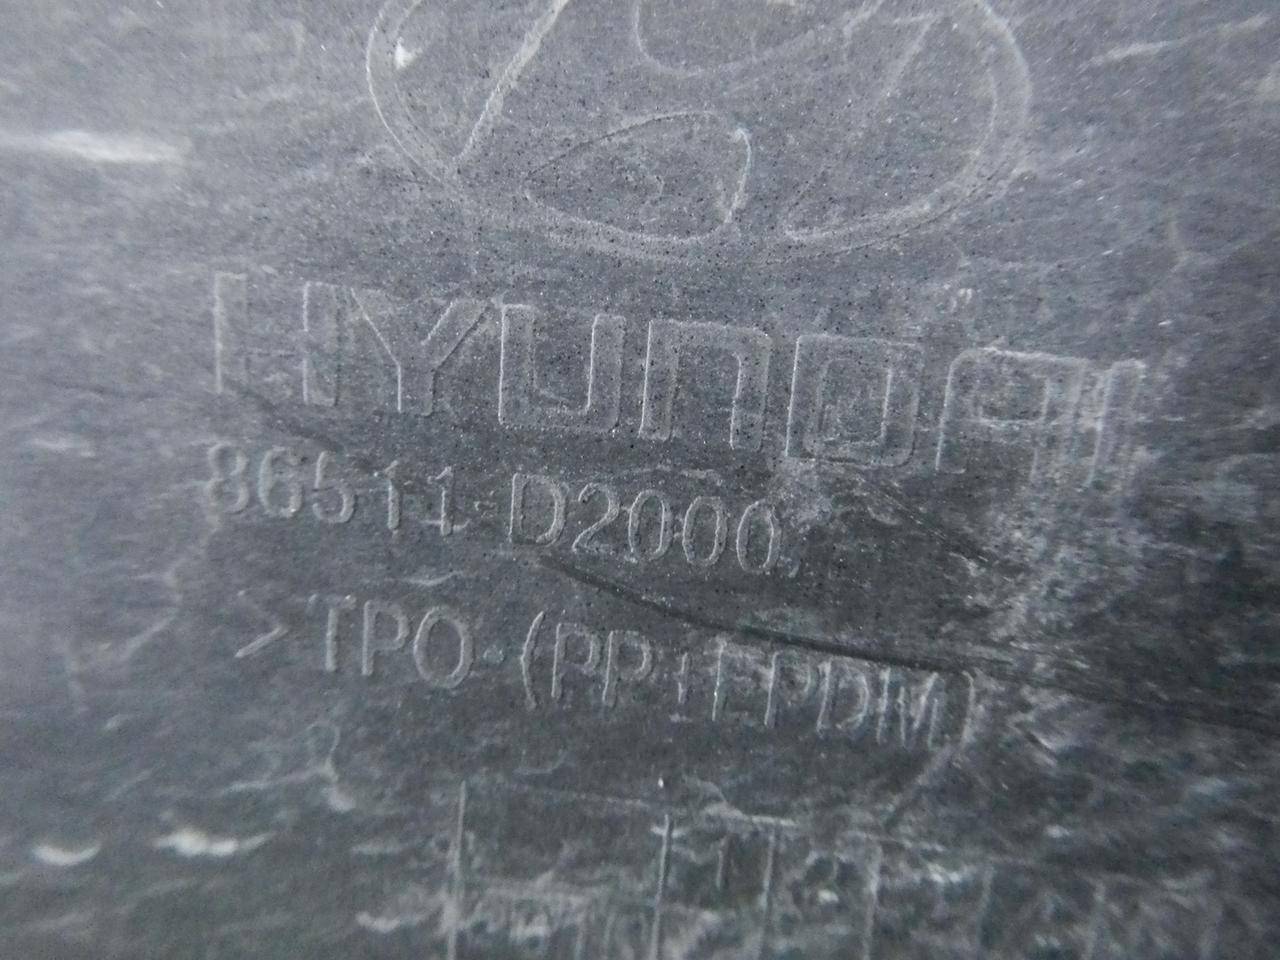 HYUNDAI
86511-D2000
>TPO-(PP+EPDM)<